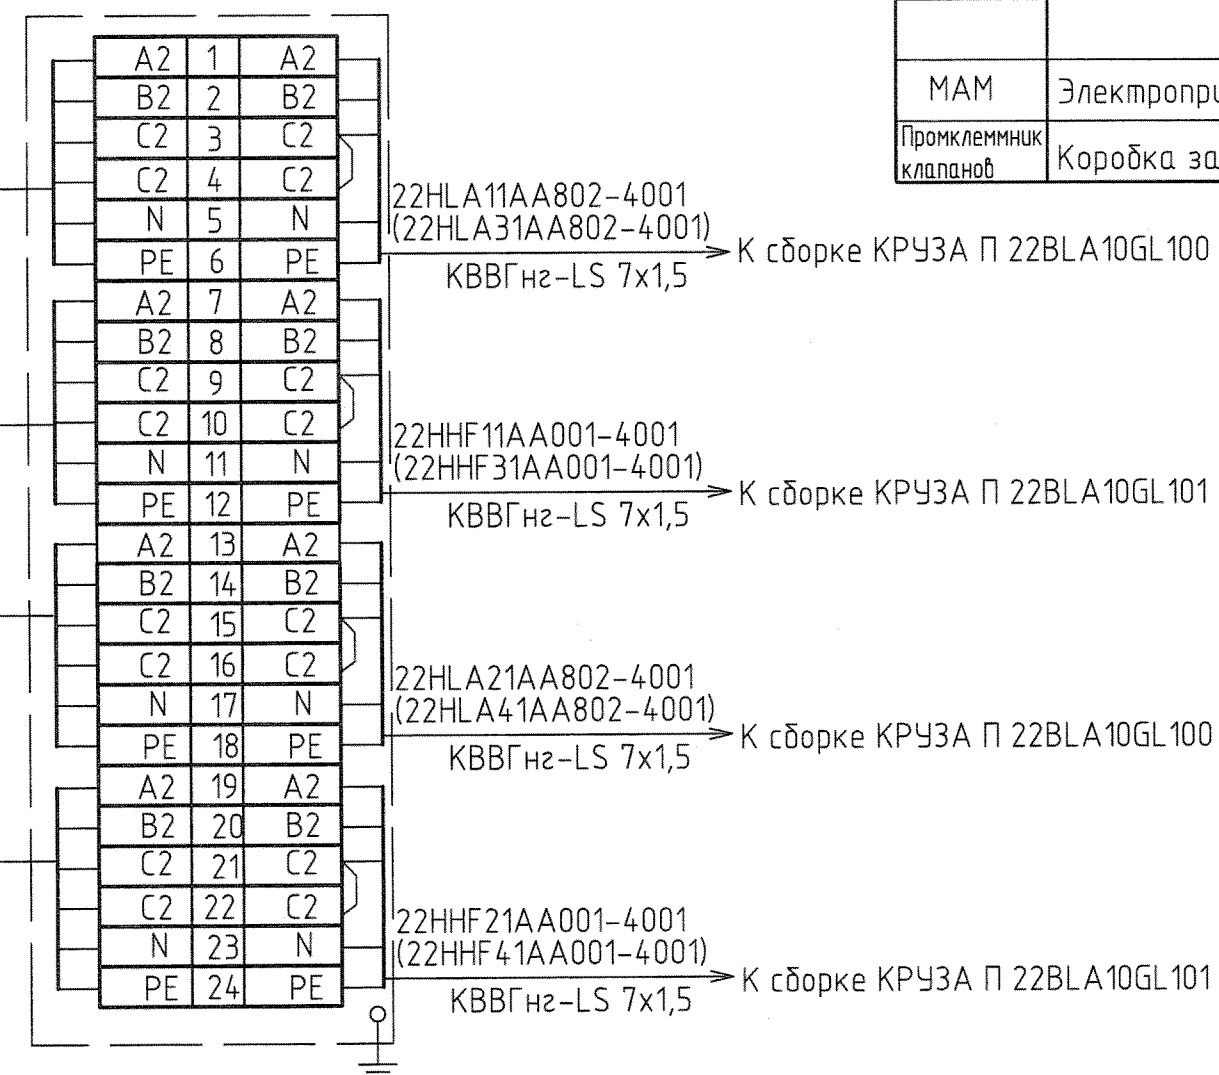 МАМ Электропри
Промклеммник
клапанов
Коробка за
A2 1 A2
B2 2 B2
C2 3 C2
C2 4 C2
N 5 N
PE 6 PE
22HLA11AA802-4001
(22HLA31AA802-4001)
К сборке КРУЗА П 22BLA10GL100
КВВГнг-LS 7х1,5
A2 7 A2
B2 8 B2
C2 9 C2
C2 10 C2
N 11 N
PE 12 PE
22HHF11AA001-4001
(22HHF31AA001-4001)
К сборке КРУЗА П 22BLA10GL101
КВВГнг-LS 7х1,5
A2 13 A2
B2 14 B2
C2 15 C2
C2 16 C2
N 17 N
PE 18 PE
22HLA21AA802-4001
(22HLA41AA802-4001)
К сборке КРУЗА П 22BLA10GL100
КВВГнг-LS 7х1,5
A2 19 A2
B2 20 B2
C2 21 C2
C2 22 C2
N 23 N
PE 24 PE
22HHF21AA001-4001
(22HHF41AA001-4001)
К сборке КРУЗА П 22BLA10GL101
КВВГнг-LS 7х1,5